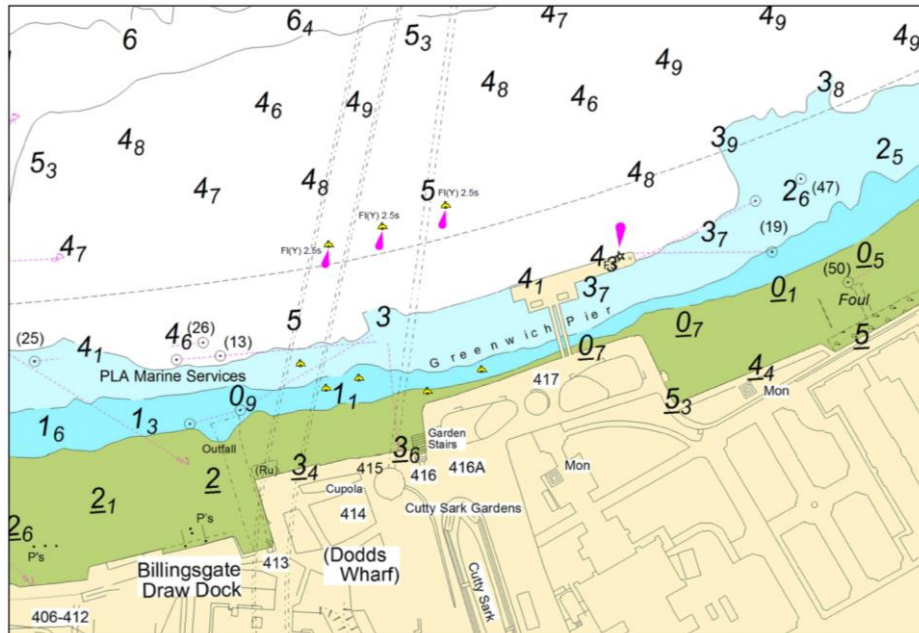 6
6₄
5₃
4₇
4₉
4₉
4₈
4₆
4₉
4₈
4₆
4₉
3₈
5₃
4₇
4₈
5
Fl(Y) 2.5s
4₈
3₉
2₅
2₆
(47)
4₇
Fl(Y) 2.5s
Fl(Y) 2.5s
3₇
(19)
4₃
4₁
3₇
0₅
(50)
Foul
0₁
5
3
Greenwich Pier
0₇
0₇
5
(25)
4₁
4₆
(26)
(13)
PLA Marine Services
417
4₄
Mon
5₃
1₆
1₃
0₉
1₁
Outfall
Garden
Stairs
(Ru)
3₄
415
3₆
416
416A
Mon
2₁
2
Cupola
414
Cutty Sark Gardens
2₆
P's
P's
413
Billingsgate
Draw Dock
(Dodds
Wharf)
Cutty Sark
406-412